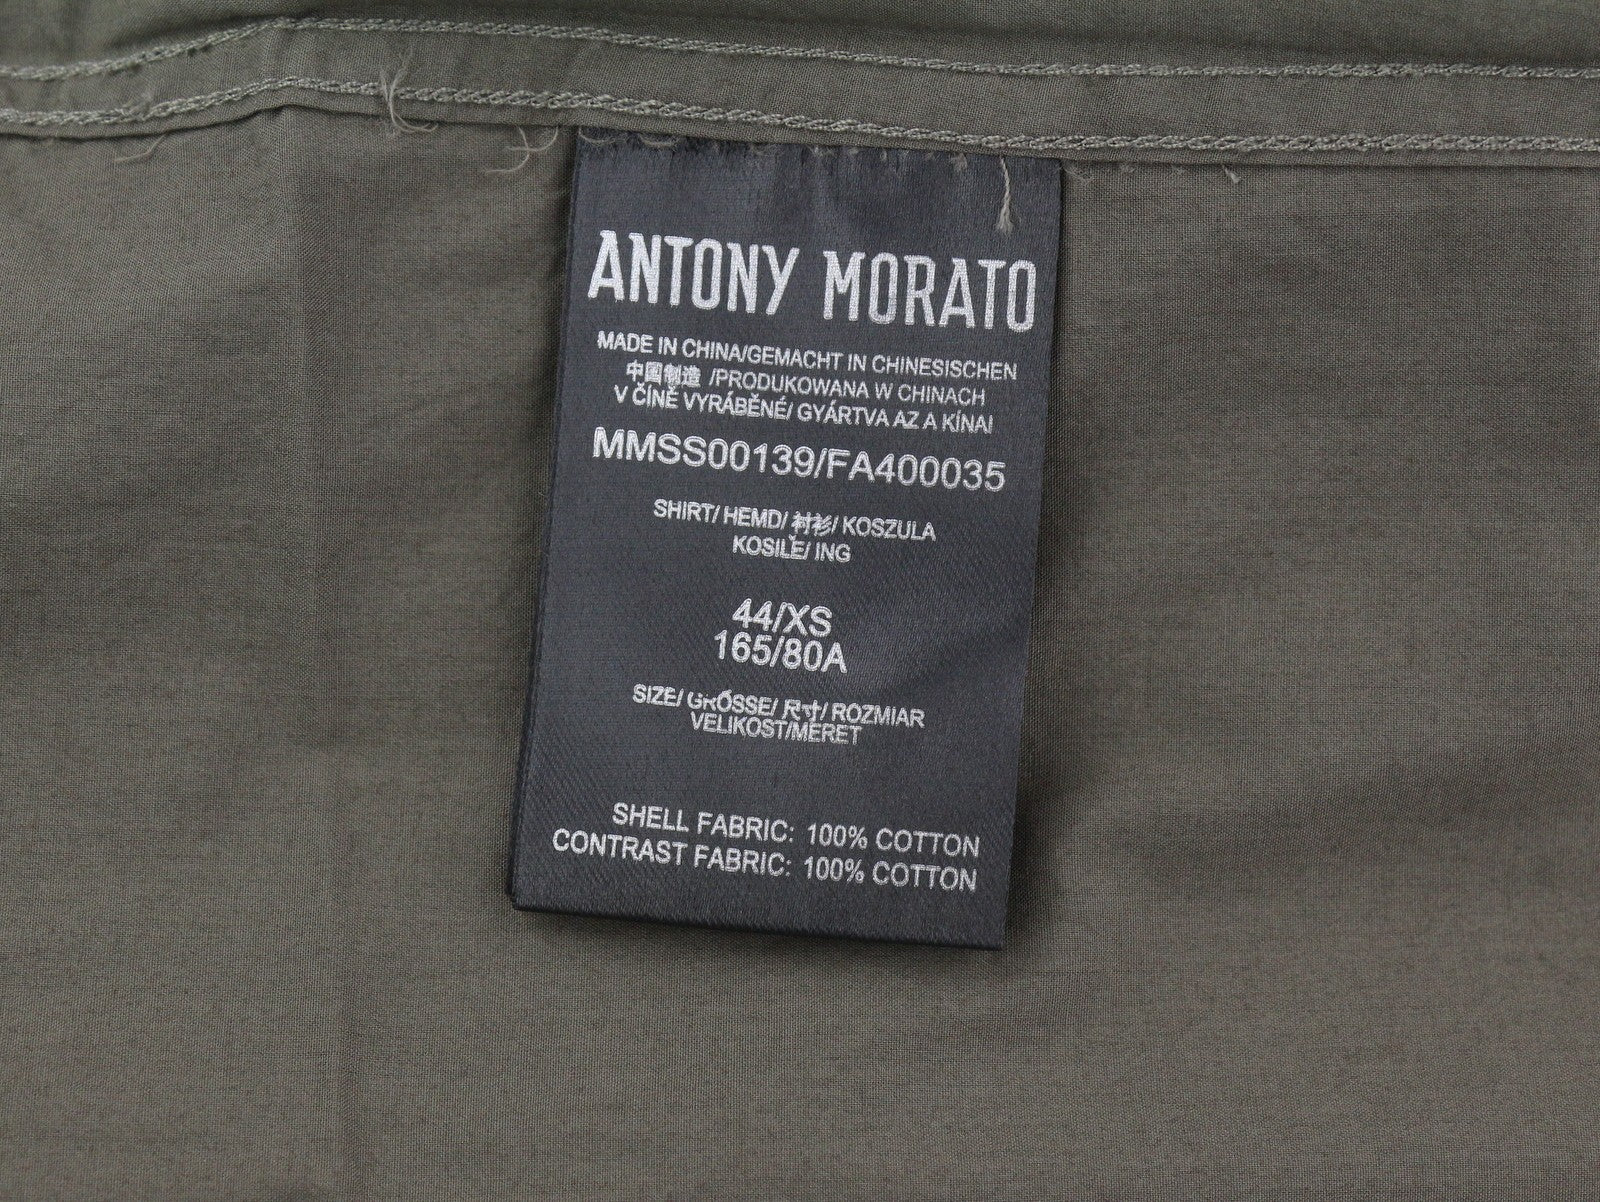 ANTONY MORATO
MADE IN CHINA/GEMACHT IN CHINESISCHEN
中国制造 /PRODUKOWANA W CHINACH
V ČÍNĚ VYRÁBĚNÉ/ GYÁRTVA AZ A KÍNAI
MMSS00139/FA400035
SHIRT/ HEMD/ 衬衫/ KOSZULA
KOSILE/ ING
44/XS
165/80A
SIZE/ GRÖSSE/ 尺寸/ ROZMIAR
VELIKOST/MÉRET
SHELL FABRIC: 100% COTTON
CONTRAST FABRIC: 100% COTTON